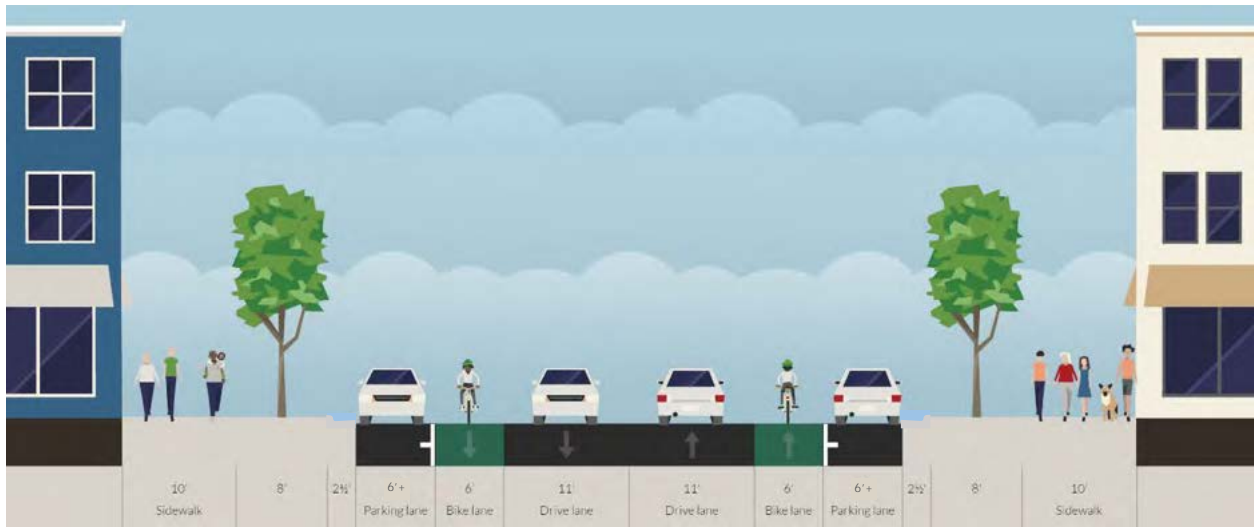 10' 8' 2½' 6'+ 6' 11' 11' 6' 6'+ 2½' 8' 10'
Sidewalk Parking lane Bike lane Drive lane Drive lane Bike lane Parking lane Sidewalk